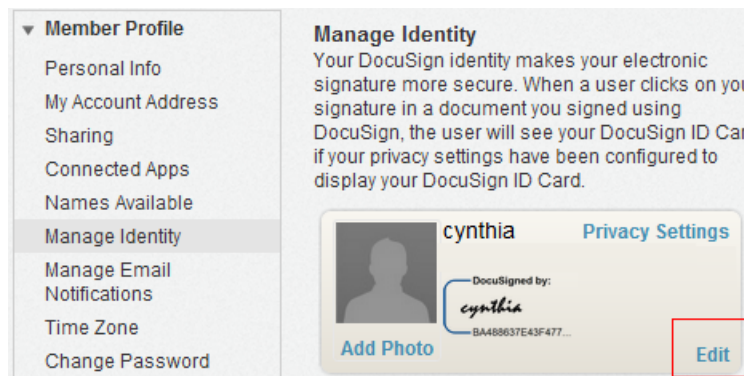 Member Profile
Personal Info
My Account Address
Sharing
Connected Apps
Names Available
Manage Identity
Manage Email
Notifications
Time Zone
Change Password
Manage Identity
Your DocuSign identity makes your electronic
signature more secure. When a user clicks on you
signature in a document you signed using
DocuSign, the user will see your DocuSign ID Car
if your privacy settings have been configured to
display your DocuSign ID Card.
cynthia
Privacy Settings
DocuSigned by:
cynthia
BA488637E43F477...
Add Photo
Edit